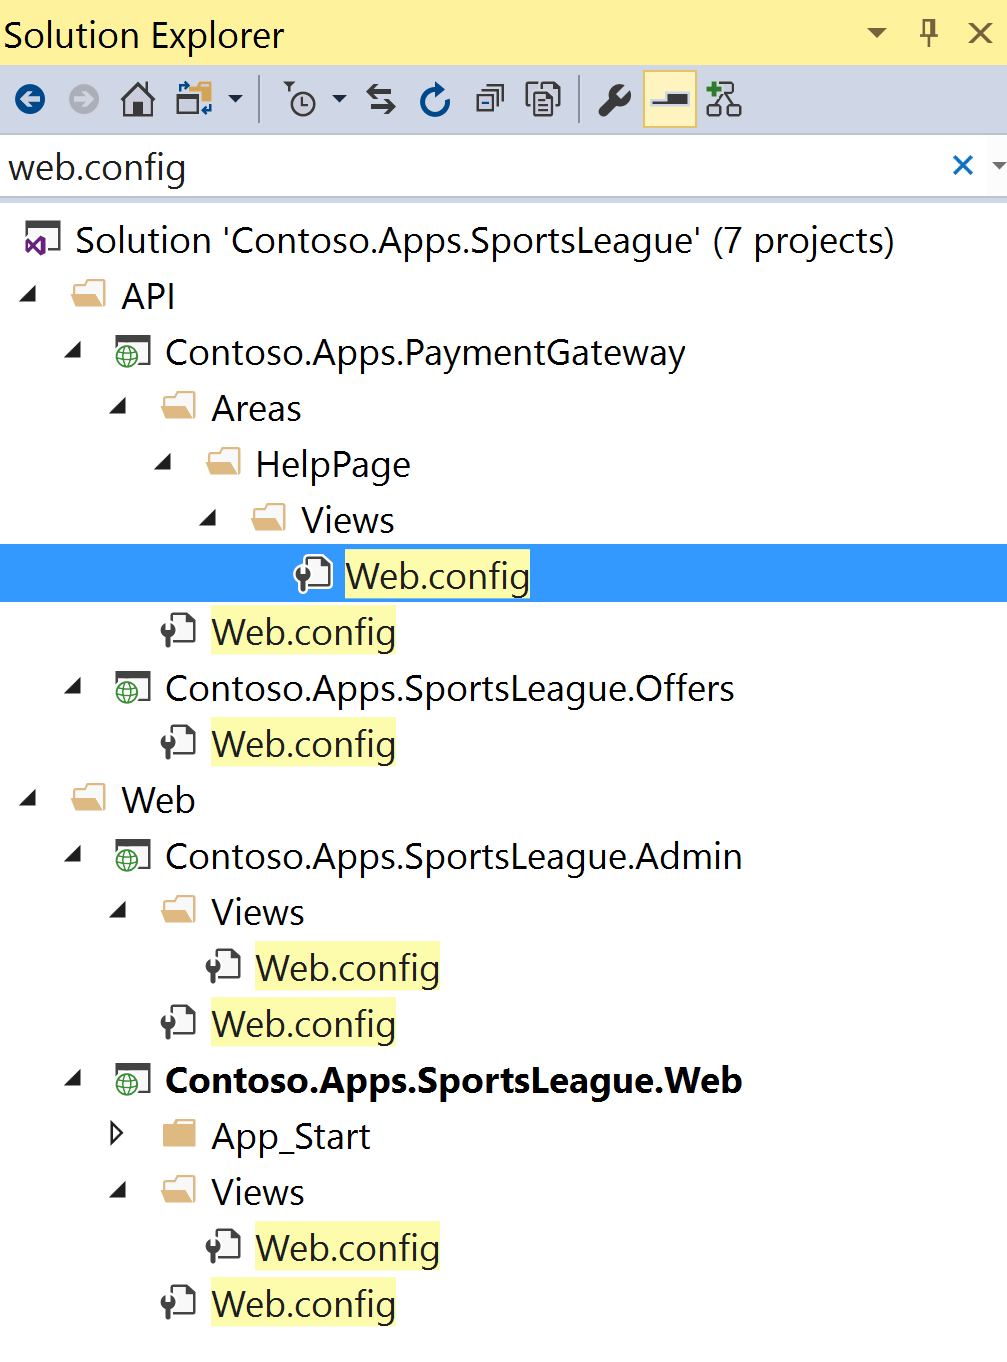 Solution Explorer
web.config
Solution 'Contoso.Apps.SportsLeague' (7 projects)
API
Contoso.Apps.PaymentGateway
Areas
HelpPage
Views
Web.config
Web.config
Contoso.Apps.SportsLeague.Offers
Web.config
Web
Contoso.Apps.SportsLeague.Admin
Views
Web.config
Web.config
Contoso.Apps.SportsLeague.Web
App_Start
Views
Web.config
Web.config